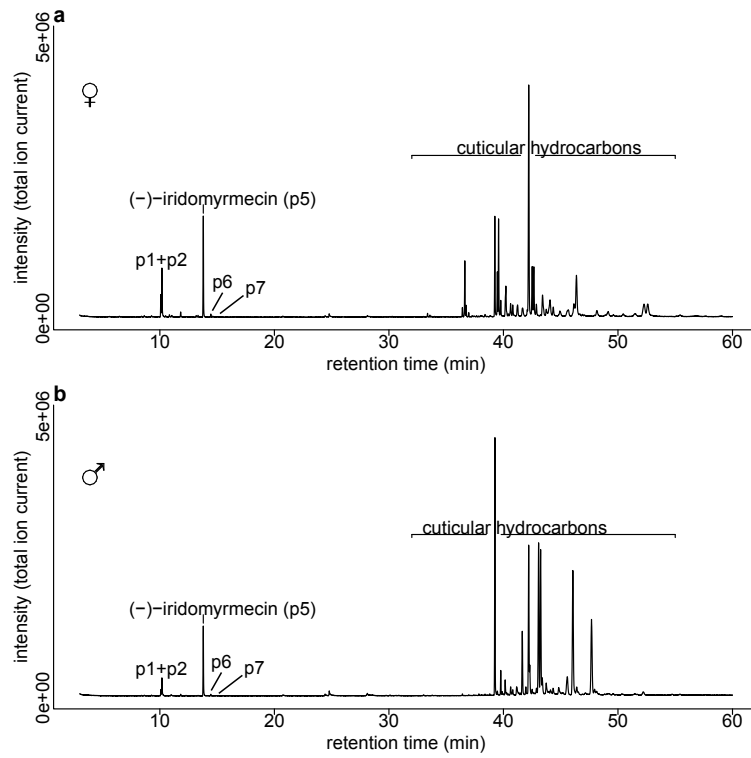 a
5e+06
intensity (total ion current)
0e+00
♀
cuticular hydrocarbons
(−)−iridomyrmecin (p5)
p1+p2
p6
p7
10 20 30 40 50 60
retention time (min)
b
5e+06
intensity (total ion current)
0e+00
♂
cuticular hydrocarbons
(−)−iridomyrmecin (p5)
p1+p2
p6
p7
10 20 30 40 50 60
retention time (min)